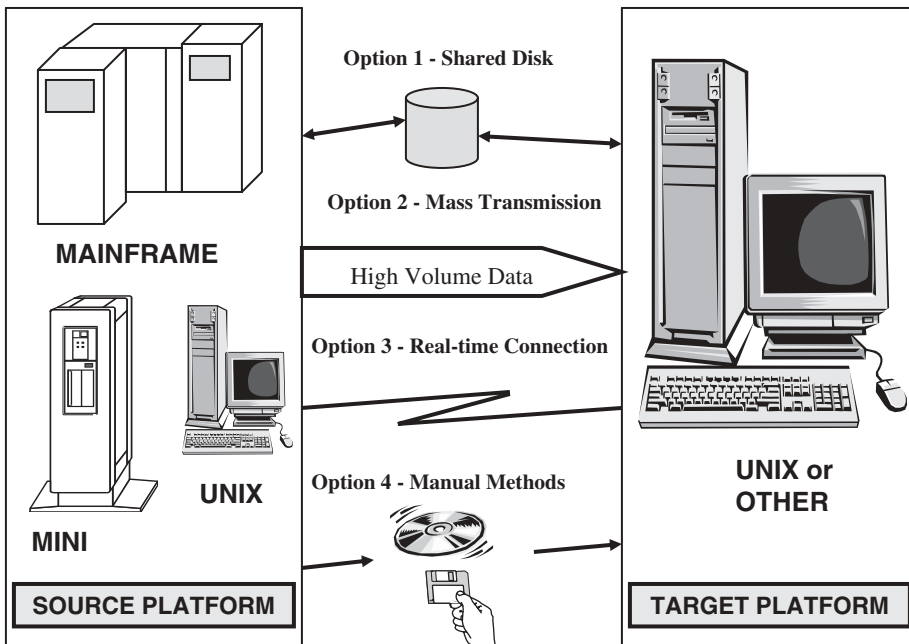 MAINFRAME
MINI
UNIX
SOURCE PLATFORM
Option 1 - Shared Disk
Option 2 - Mass Transmission
High Volume Data
Option 3 - Real-time Connection
Option 4 - Manual Methods
UNIX or
OTHER
TARGET PLATFORM